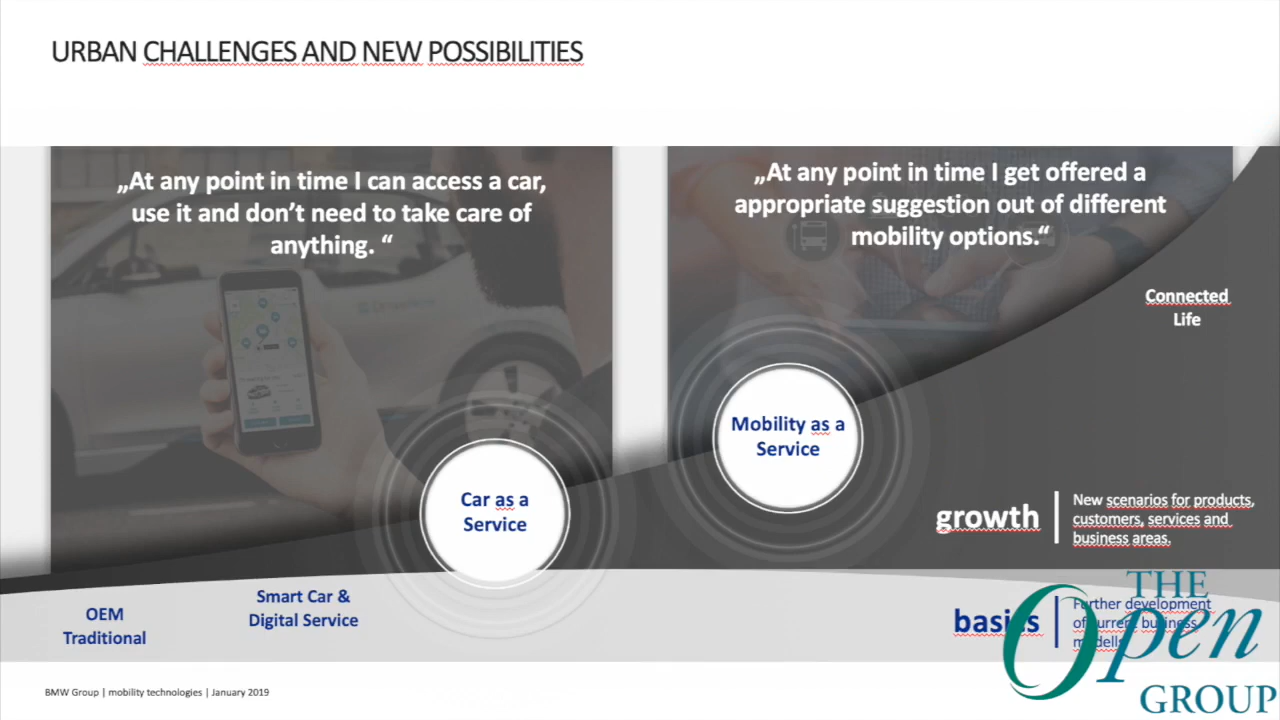 URBAN CHALLENGES AND NEW POSSIBILITIES
„At any point in time I can access a car,
use it and don’t need to take care of
anything. “
„At any point in time I get offered a
appropriate suggestion out of different
mobility options.“
Connected
Life
Mobility as a
Service
Car as a
Service
growth
New scenarios for products,
customers, services and
business areas.
OEM
Traditional
Smart Car &
Digital Service
basics
Further development
of current business
modells
THE
Open
GROUP
BMW Group | mobility technologies | January 2019